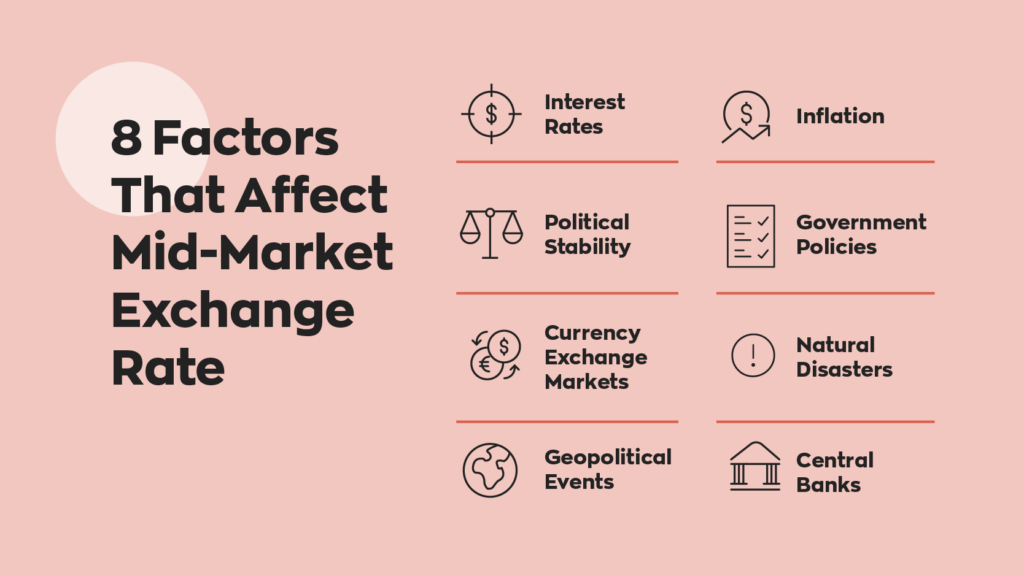 8 Factors
That Affect
Mid-Market
Exchange
Rate
Interest
Rates
Inflation
Political
Stability
Government
Policies
Currency
Exchange
Markets
Natural
Disasters
Geopolitical
Events
Central
Banks
$
$
$
€